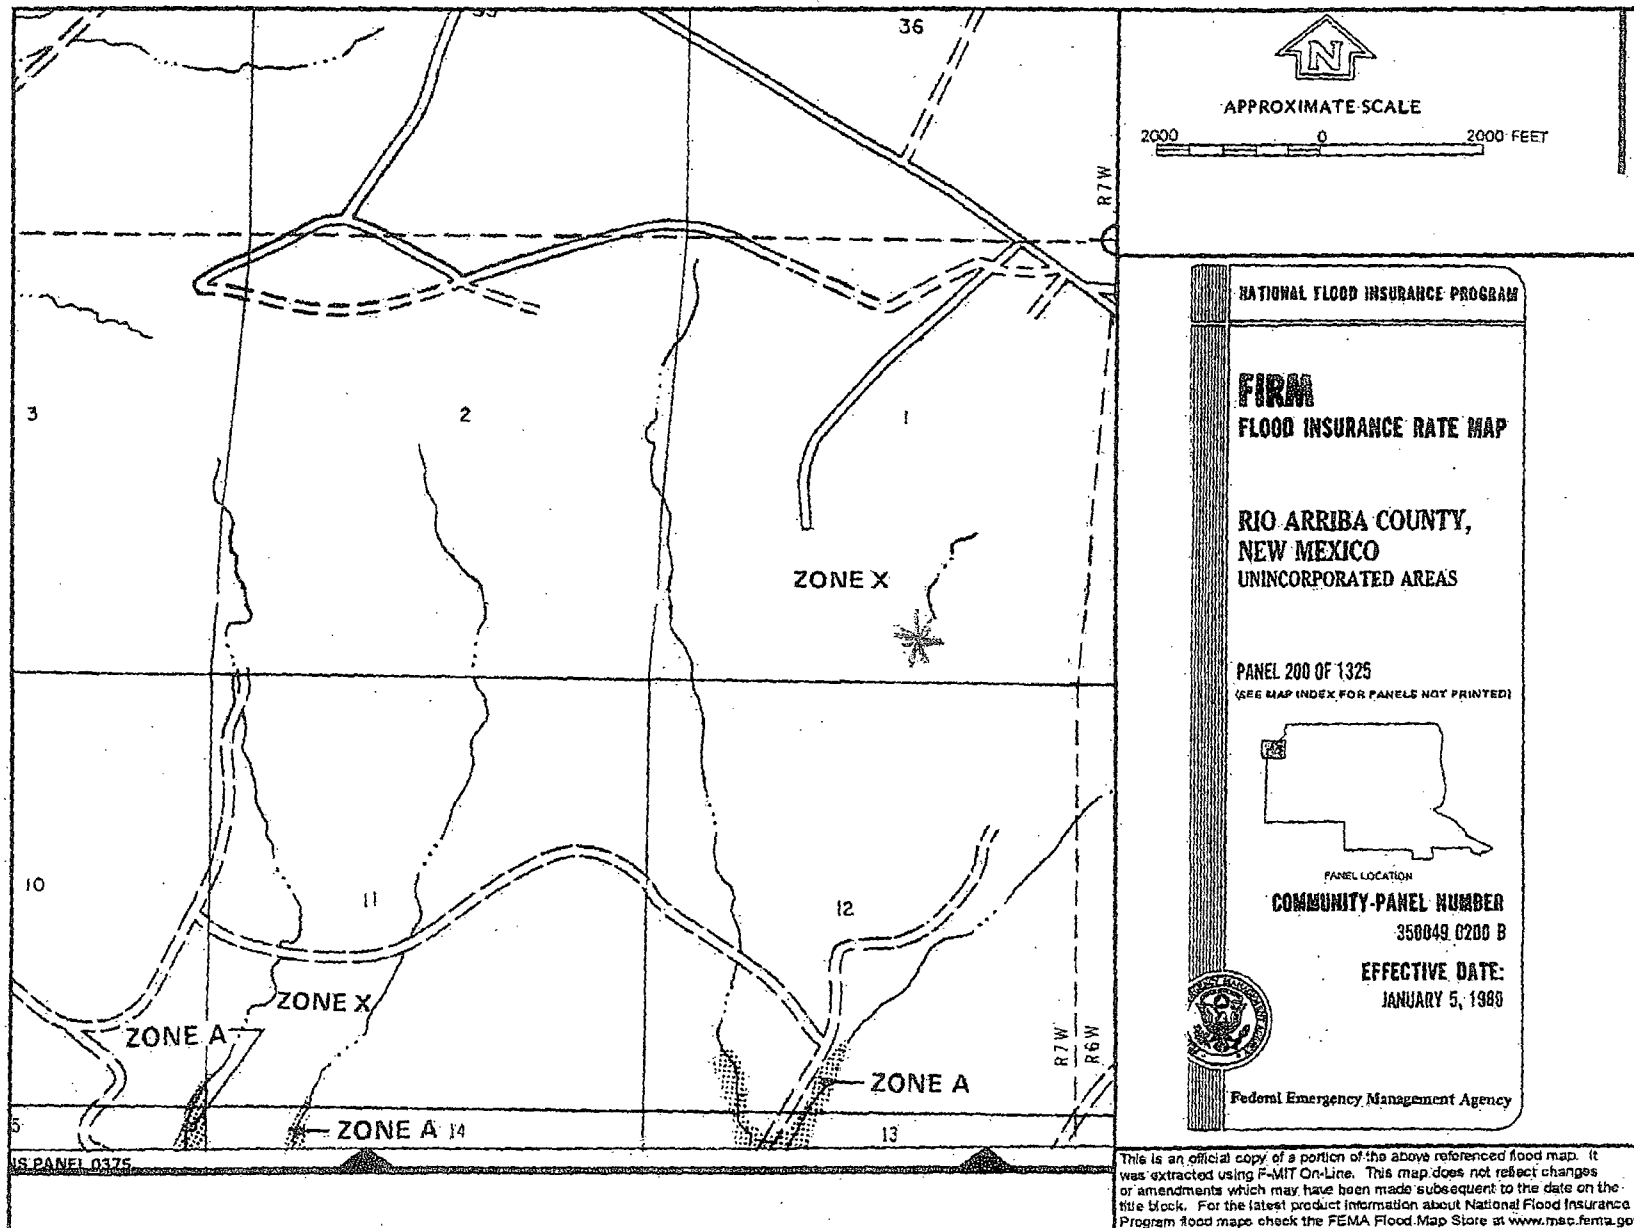 36
N
APPROXIMATE SCALE
2000 0 2000 FEET
R7W
NATIONAL FLOOD INSURANCE PROGRAM
FIRM
FLOOD INSURANCE RATE MAP
3
2
1
RIO ARRIBA COUNTY,
NEW MEXICO
UNINCORPORATED AREAS
ZONE X
PANEL 200 OF 1325
(SEE MAP INDEX FOR PANELS NOT PRINTED)
PANEL LOCATION
10
11
12
COMMUNITY-PANEL NUMBER
350049 0200 B
EFFECTIVE DATE:
JANUARY 5, 1989
ZONE X
ZONE A
R7W
R6W
ZONE A
Federal Emergency Management Agency
ZONE A
14
13
IS PANEL 0375
This is an official copy of a portion of the above referenced flood map. It
was extracted using F-MIT On-Line. This map does not reflect changes
or amendments which may have been made subsequent to the date on the
title block. For the latest product information about National Flood Insurance
Program flood maps check the FEMA Flood Map Store at www.msc.fema.go